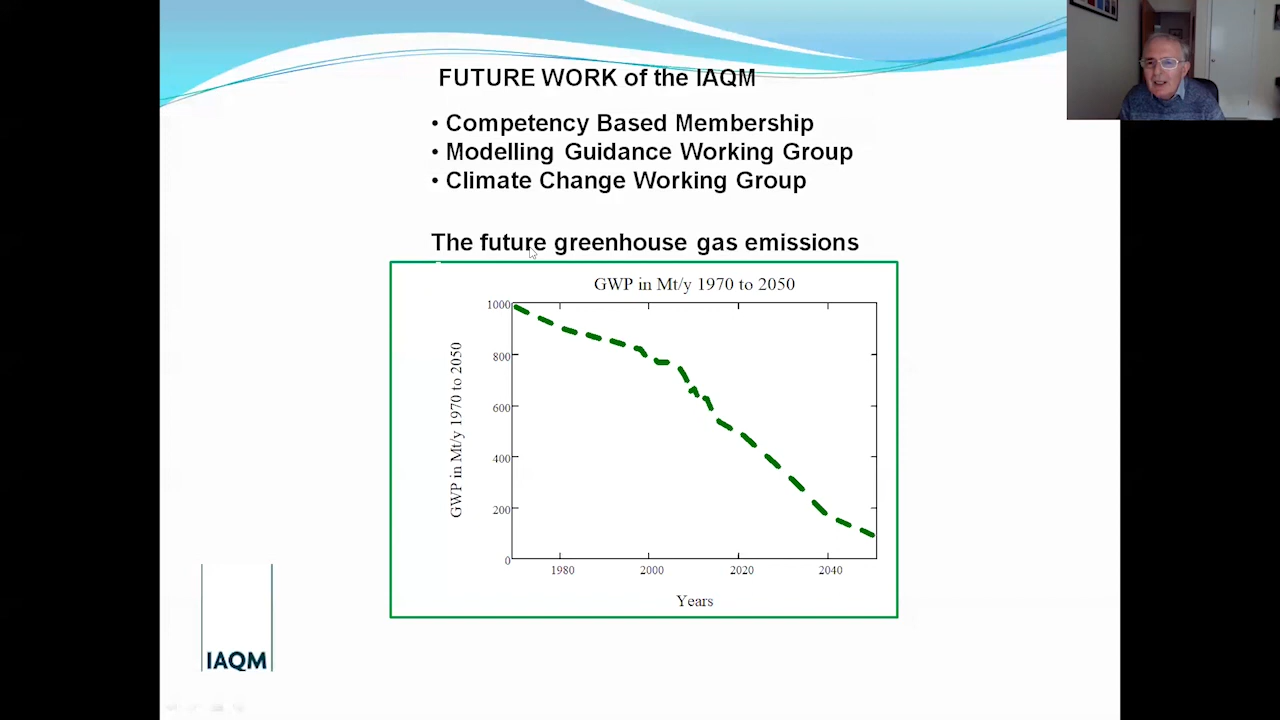 FUTURE WORK of the IAQM
• Competency Based Membership
• Modelling Guidance Working Group
• Climate Change Working Group
The future greenhouse gas emissions
GWP in Mt/y 1970 to 2050
GWP in Mt/y 1970 to 2050
1000
800
600
400
200
0
1980 2000 2020 2040
Years
IAQM